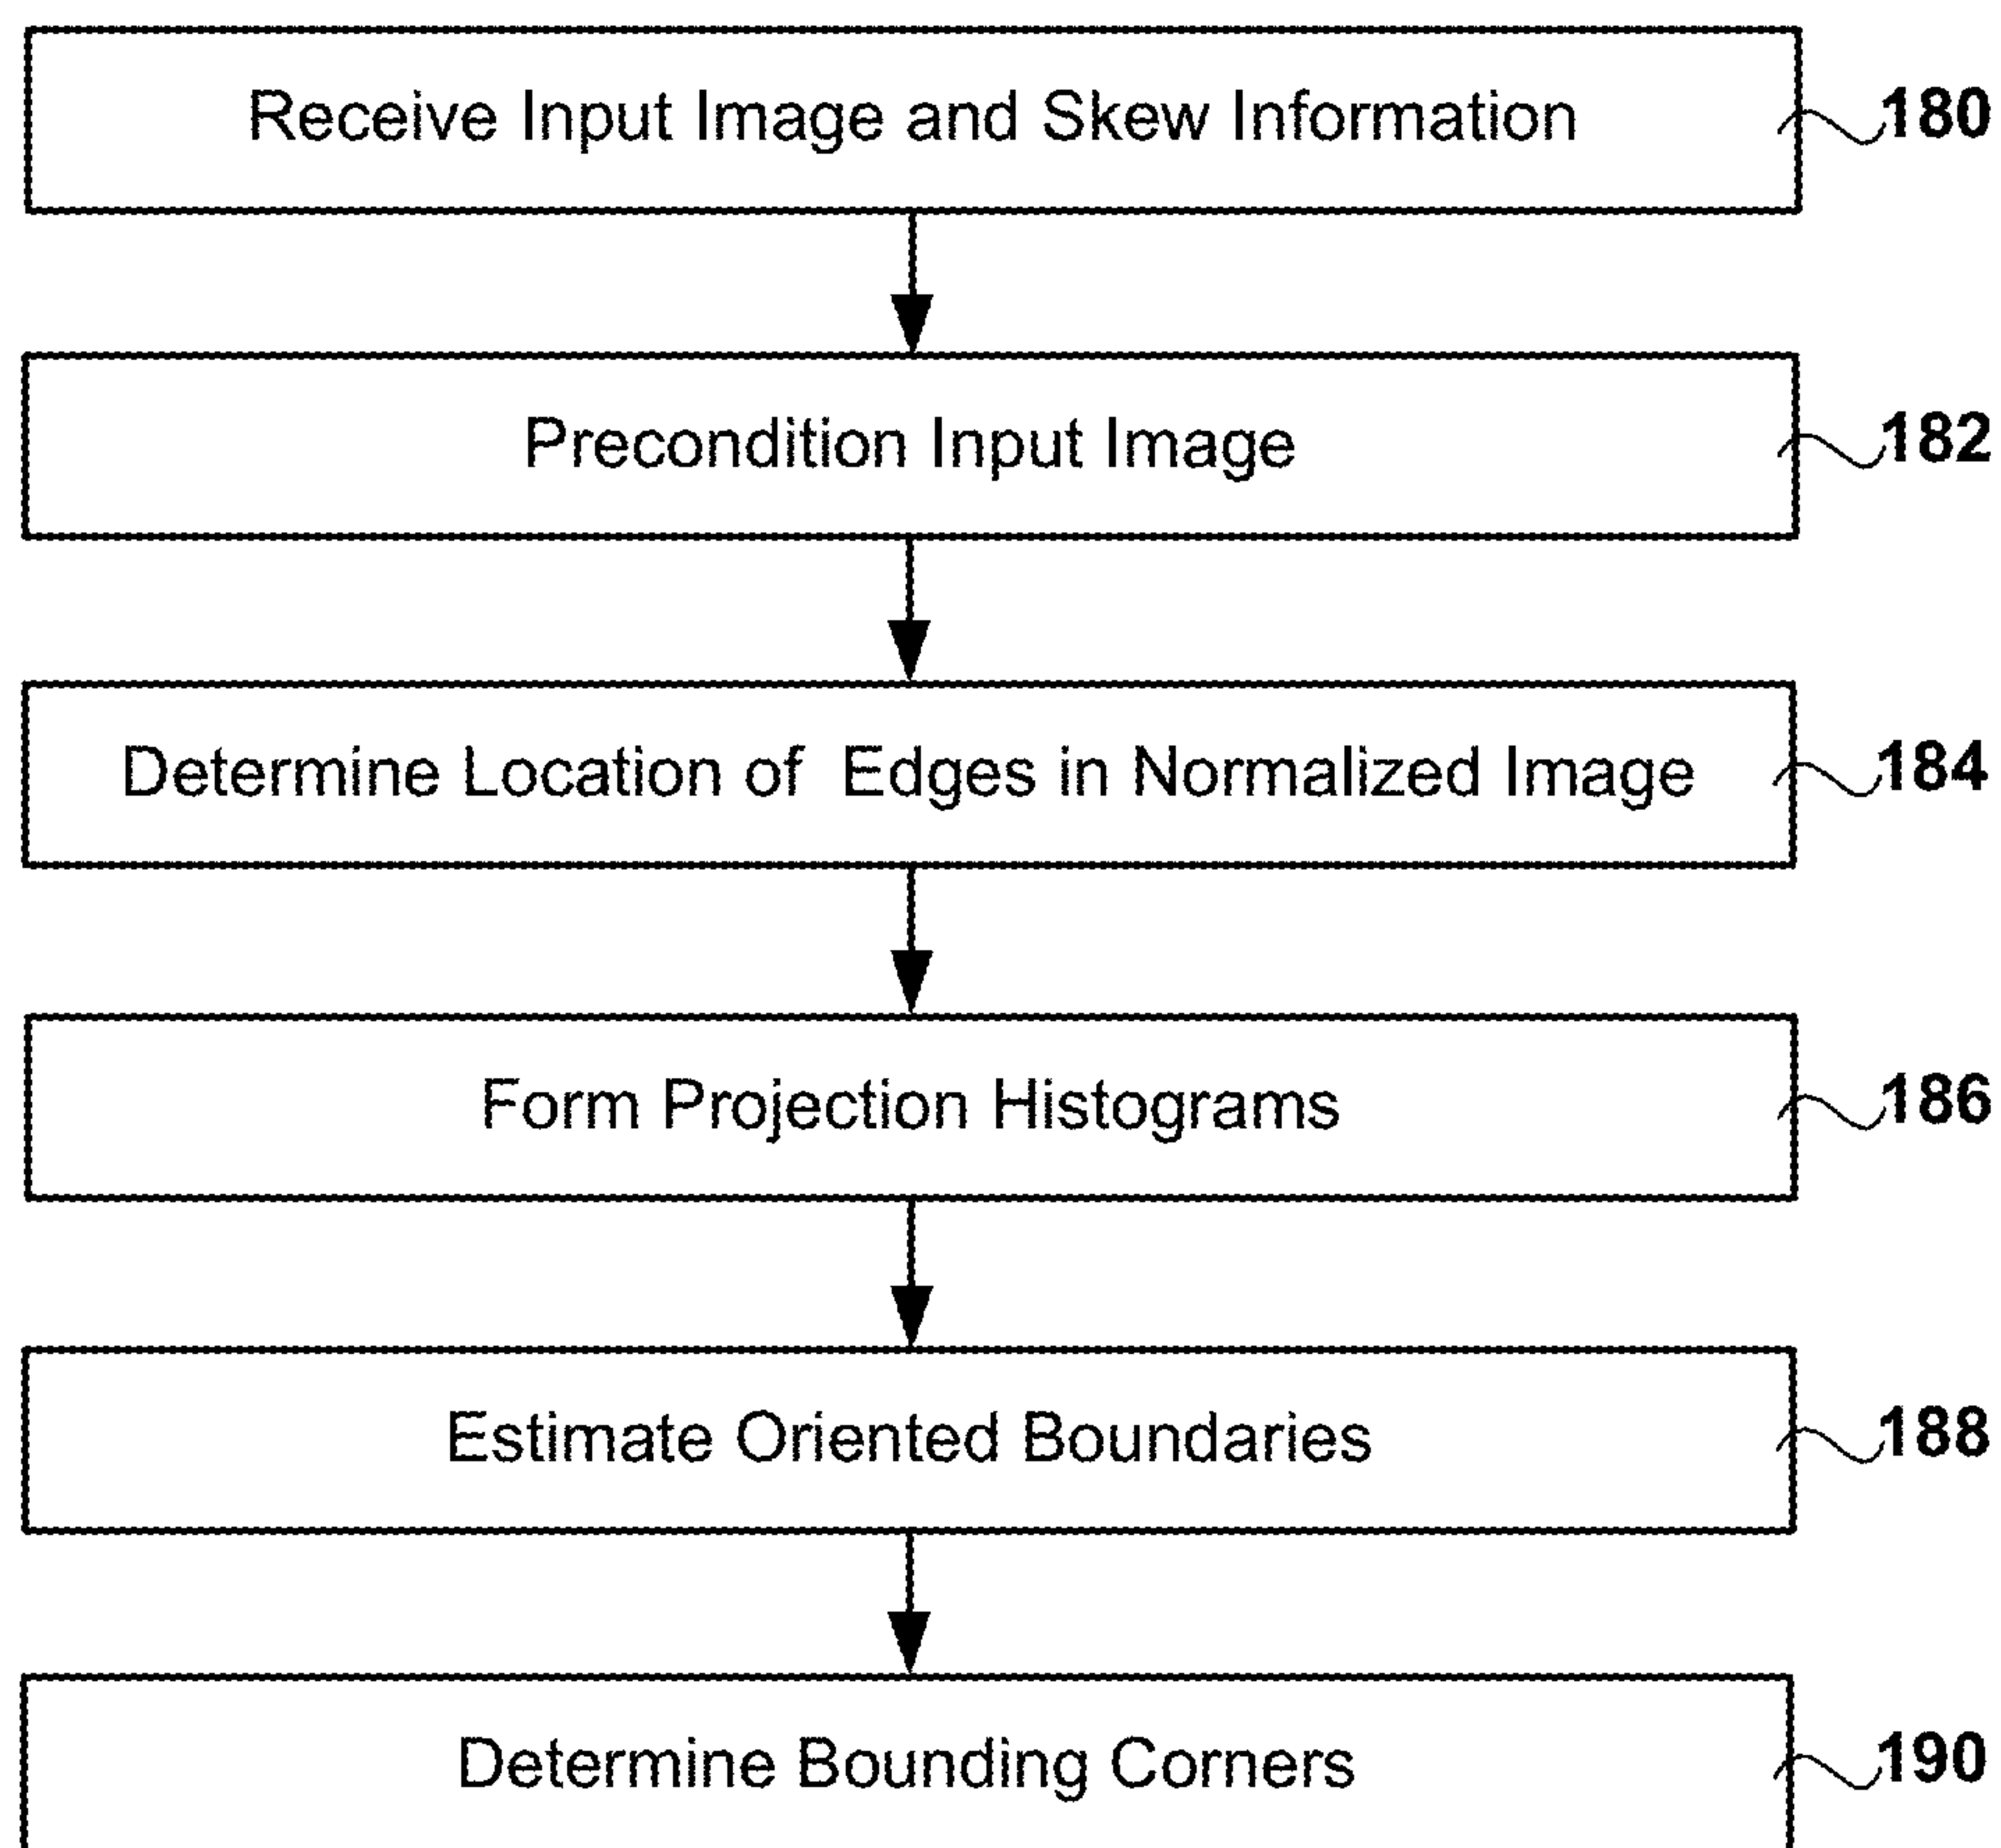 Receive Input Image and Skew Information 180
Precondition Input Image 182
Determine Location of Edges in Normalized Image 184
Form Projection Histograms 186
Estimate Oriented Boundaries 188
Determine Bounding Corners 190